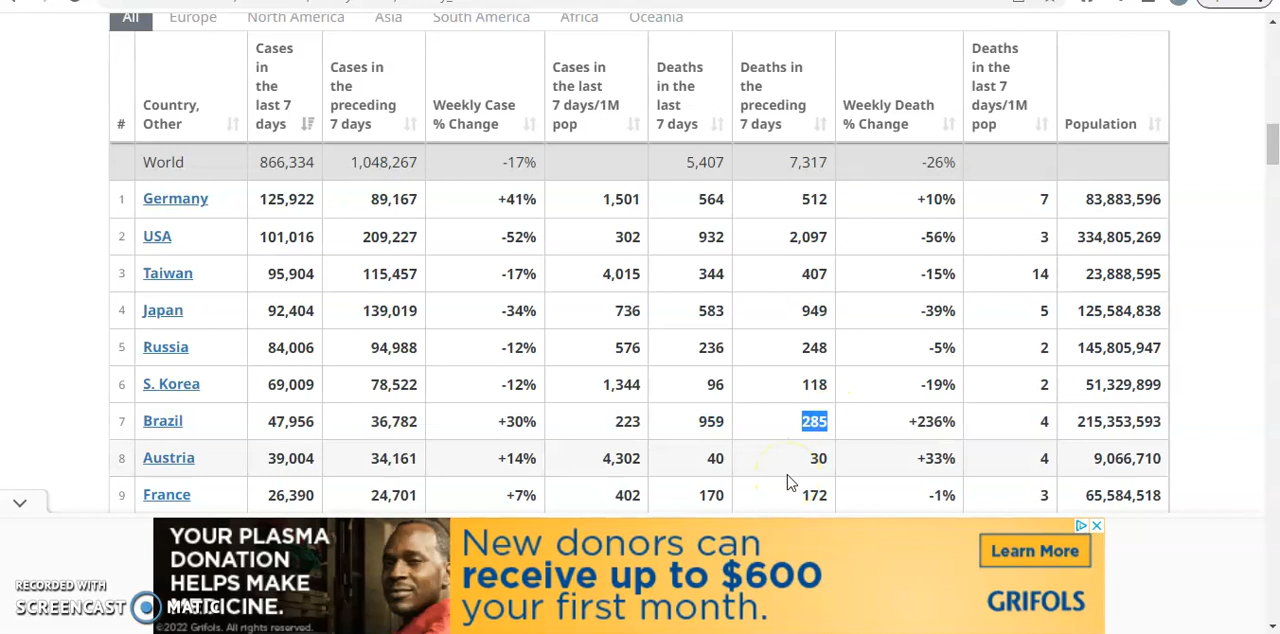 All Europe North America Asia South America Africa Oceania
# Country, Other Cases in the last 7 days Cases in the preceding 7 days Weekly Case % Change Cases in the last 7 days/1M pop Deaths in the last 7 days Deaths in the preceding 7 days Weekly Death % Change Deaths in the last 7 days/1M pop Population
World 866,334 1,048,267 -17% 5,407 7,317 -26%
1 Germany 125,922 89,167 +41% 1,501 564 512 +10% 7 83,883,596
2 USA 101,016 209,227 -52% 302 932 2,097 -56% 3 334,805,269
3 Taiwan 95,904 115,457 -17% 4,015 344 407 -15% 14 23,888,595
4 Japan 92,404 139,019 -34% 736 583 949 -39% 5 125,584,838
5 Russia 84,006 94,988 -12% 576 236 248 -5% 2 145,805,947
6 S. Korea 69,009 78,522 -12% 1,344 96 118 -19% 2 51,329,899
7 Brazil 47,956 36,782 +30% 223 959 285 +236% 4 215,353,593
8 Austria 39,004 34,161 +14% 4,302 40 30 +33% 4 9,066,710
9 France 26,390 24,701 +7% 402 170 172 -1% 3 65,584,518
YOUR PLASMA
DONATION
HELPS MAKE
MEDICINE.
©2022 Grifols. All rights reserved.
New donors can
receive up to $600
your first month.
Learn More
GRIFOLS
RECORDED WITH
SCREENCAST MATIC